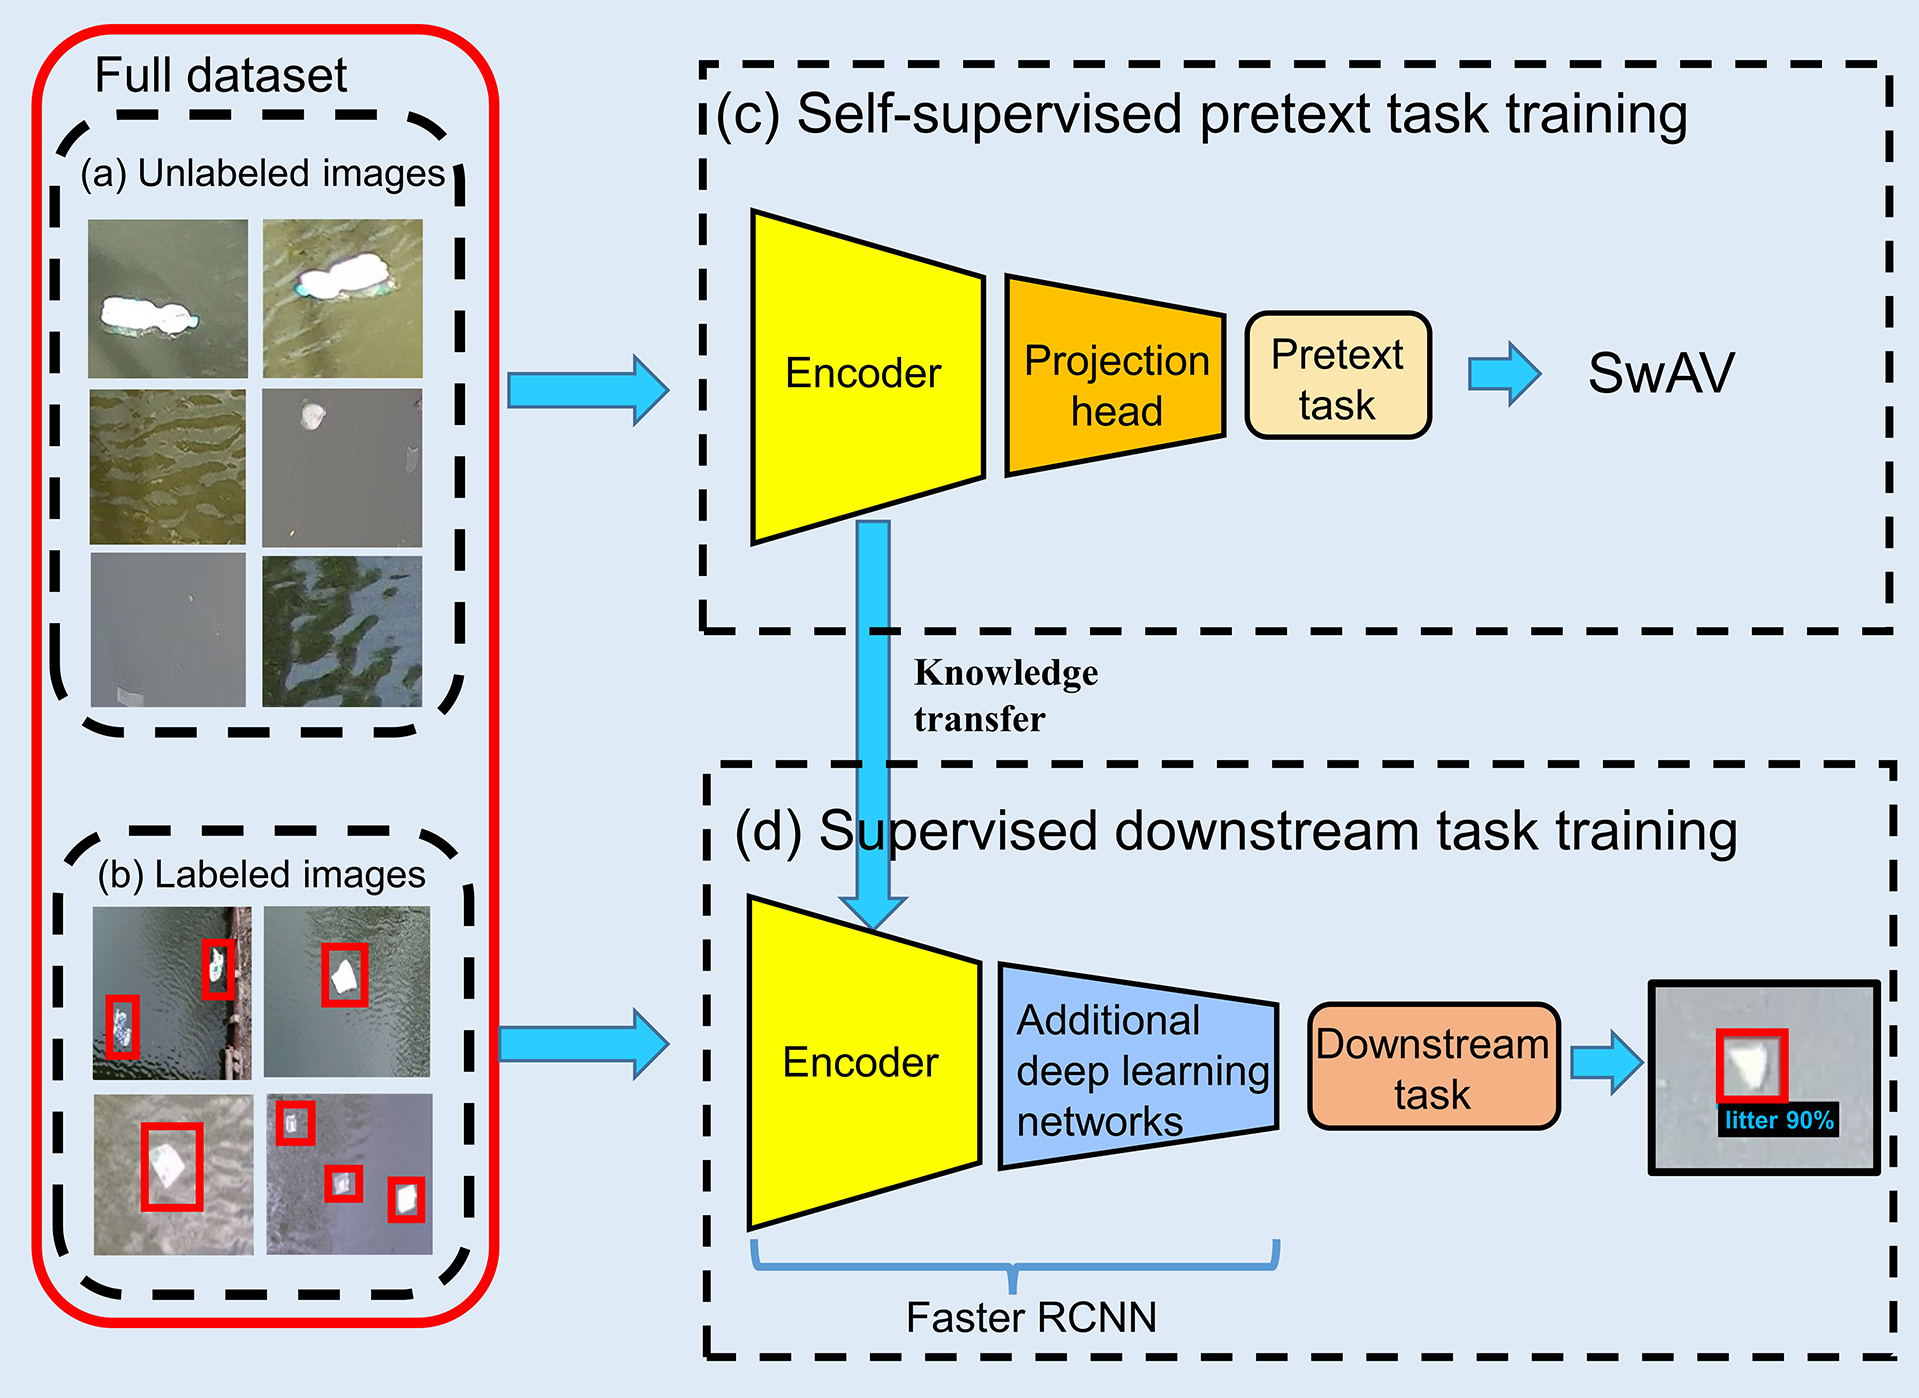 Full dataset
(a) Unlabeled images
(b) Labeled images
(c) Self-supervised pretext task training
Encoder
Projection
head
Pretext
task
SwAV
Knowledge
transfer
(d) Supervised downstream task training
Encoder
Additional
deep learning
networks
Downstream
task
litter 90%
Faster RCNN